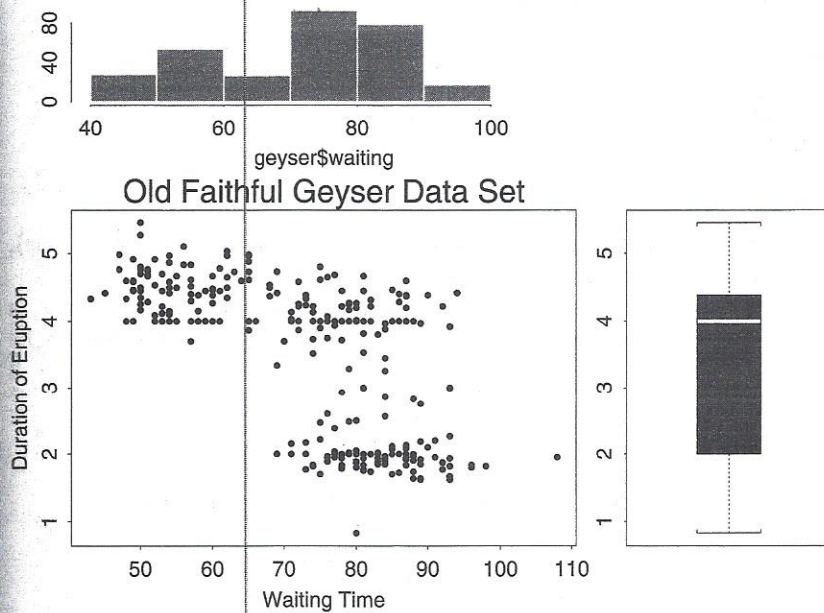 80
40
0
40 60 80 100
geyser$waiting
Old Faithful Geyser Data Set
Duration of Eruption
5
4
3
2
1
50 60 70 80 90 100 110
Waiting Time
5
4
3
2
1